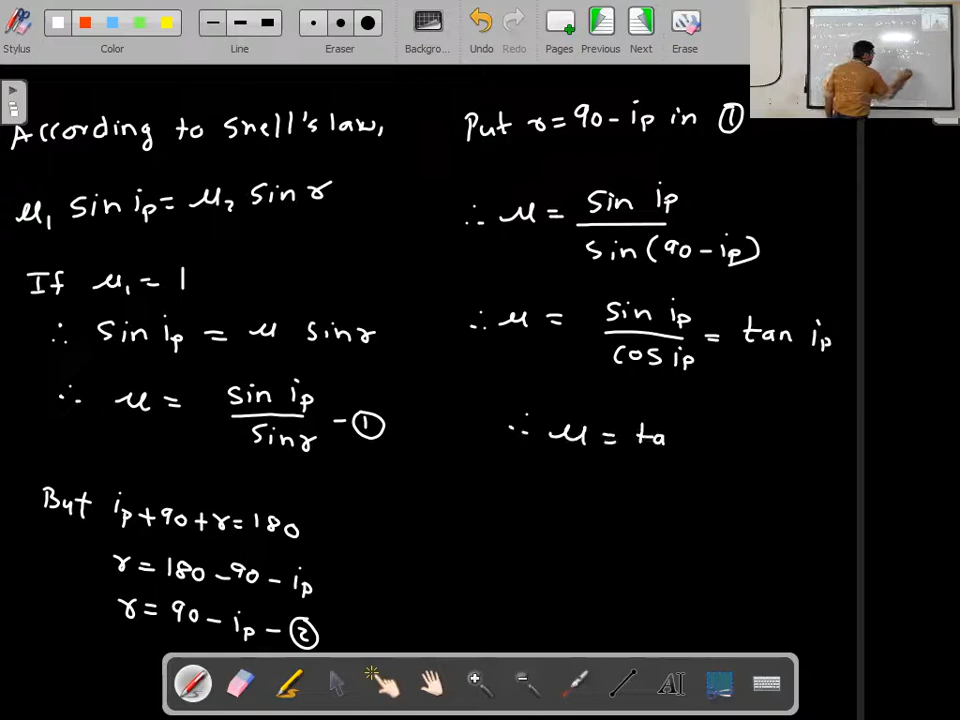 Stylus
Color
Line
Eraser
Backgro...
Undo
Redo
Pages
Previous
Next
Erase
According to snell's law,
μ₁ sin iₚ = μ₂ sin r
If μ₁ = 1
∴ sin iₚ = μ sin r
∴ μ = sin iₚ / sin r - ①
But iₚ + 90 + r = 180
r = 180 - 90 - iₚ
r = 90 - iₚ - ②
Put r = 90 - iₚ in ①
∴ μ = sin iₚ / sin (90 - iₚ)
∴ μ = sin iₚ / cos iₚ = tan iₚ
∴ μ = ta